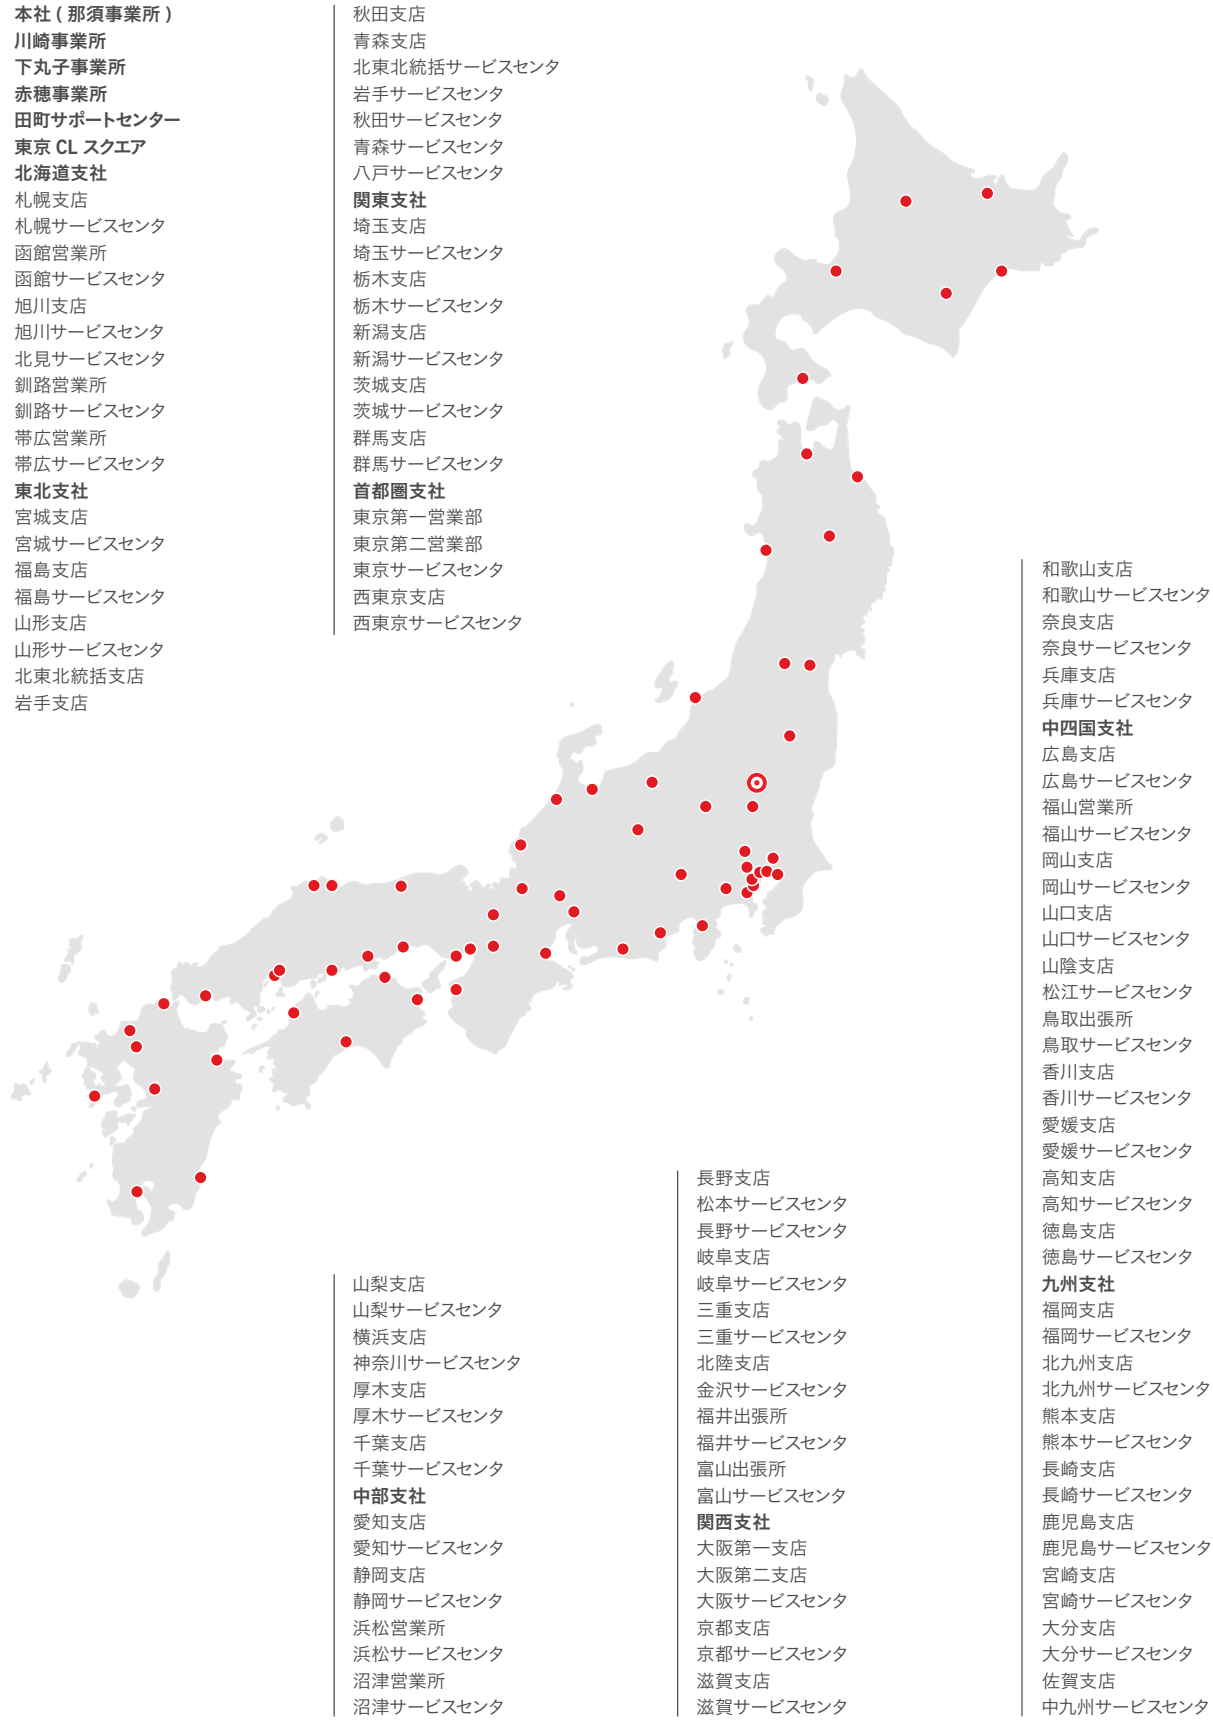 本社 ( 那須事業所 )
川崎事業所
下丸子事業所
赤穂事業所
田町サポートセンター
東京 CL スクエア
北海道支社
札幌支店
札幌サービスセンタ
函館営業所
函館サービスセンタ
旭川支店
旭川サービスセンタ
北見サービスセンタ
釧路営業所
釧路サービスセンタ
帯広営業所
帯広サービスセンタ
東北支社
宮城支店
宮城サービスセンタ
福島支店
福島サービスセンタ
山形支店
山形サービスセンタ
北東北統括支店
岩手支店
秋田支店
青森支店
北東北統括サービスセンタ
岩手サービスセンタ
秋田サービスセンタ
青森サービスセンタ
八戸サービスセンタ
関東支社
埼玉支店
埼玉サービスセンタ
栃木支店
栃木サービスセンタ
新潟支店
新潟サービスセンタ
茨城支店
茨城サービスセンタ
群馬支店
群馬サービスセンタ
首都圏支社
東京第一営業部
東京第二営業部
東京サービスセンタ
西東京支店
西東京サービスセンタ
山梨支店
山梨サービスセンタ
横浜支店
神奈川サービスセンタ
厚木支店
厚木サービスセンタ
千葉支店
千葉サービスセンタ
中部支社
愛知支店
愛知サービスセンタ
静岡支店
静岡サービスセンタ
浜松営業所
浜松サービスセンタ
沼津営業所
沼津サービスセンタ
長野支店
松本サービスセンタ
長野サービスセンタ
岐阜支店
岐阜サービスセンタ
三重支店
三重サービスセンタ
北陸支店
金沢サービスセンタ
福井出張所
福井サービスセンタ
富山出張所
富山サービスセンタ
関西支社
大阪第一支店
大阪第二支店
大阪サービスセンタ
京都支店
京都サービスセンタ
滋賀支店
滋賀サービスセンタ
和歌山支店
和歌山サービスセンタ
奈良支店
奈良サービスセンタ
兵庫支店
兵庫サービスセンタ
中四国支社
広島支店
広島サービスセンタ
福山営業所
福山サービスセンタ
岡山支店
岡山サービスセンタ
山口支店
山口サービスセンタ
山陰支店
松江サービスセンタ
鳥取出張所
鳥取サービスセンタ
香川支店
香川サービスセンタ
愛媛支店
愛媛サービスセンタ
高知支店
高知サービスセンタ
徳島支店
徳島サービスセンタ
九州支社
福岡支店
福岡サービスセンタ
北九州支店
北九州サービスセンタ
熊本支店
熊本サービスセンタ
長崎支店
長崎サービスセンタ
鹿児島支店
鹿児島サービスセンタ
宮崎支店
宮崎サービスセンタ
大分支店
大分サービスセンタ
佐賀支店
中九州サービスセンタ